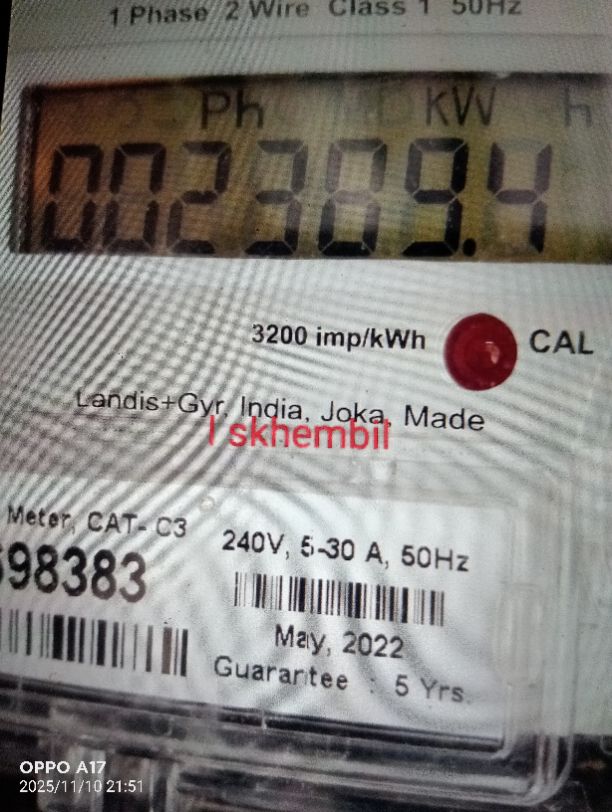 1 Phase 2 Wire Class 1 50Hz
Ph KW h
002389.4
3200 imp/kWh CAL
Landis+Gyr, India, Joka, Made
I skhembil
Meter, CAT- C3
98383
240V, 5-30 A, 50Hz
May, 2022
Guarantee : 5 Yrs.
OPPO A17
2025/11/10 21:51